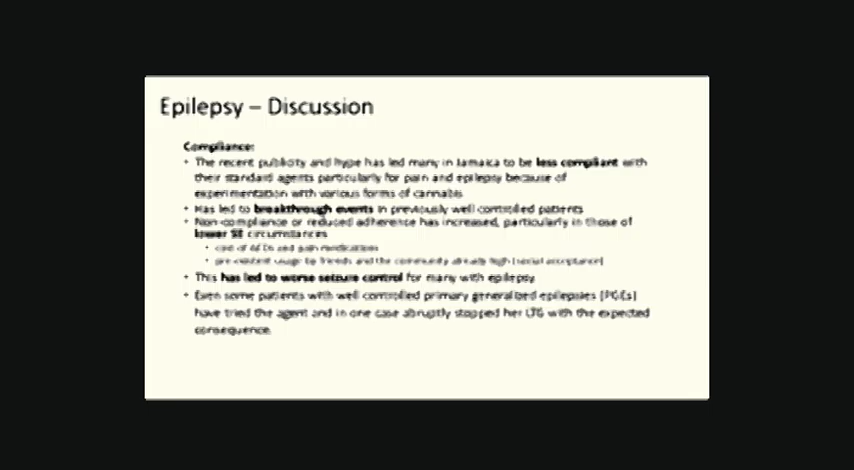 Epilepsy – Discussion
Compliance:
• The recent publicity and hype has led many in Jamaica to be less compliant with
their standard agents particularly for pain and epilepsy because of
experimentation with various forms of cannabis
• Has led to breakthrough events in previously well controlled patients
• Non-compliance or reduced adherence has increased, particularly in those of
lower SE circumstances
• cost of AEDs and pain medications
• pre-existent usage by friends and the community already high (social acceptance)
• This has led to worse seizure control for many with epilepsy
• Even some patients with well controlled primary generalized epilepsies (PGEs)
have tried the agent and in one case abruptly stopped her LTG with the expected
consequence.